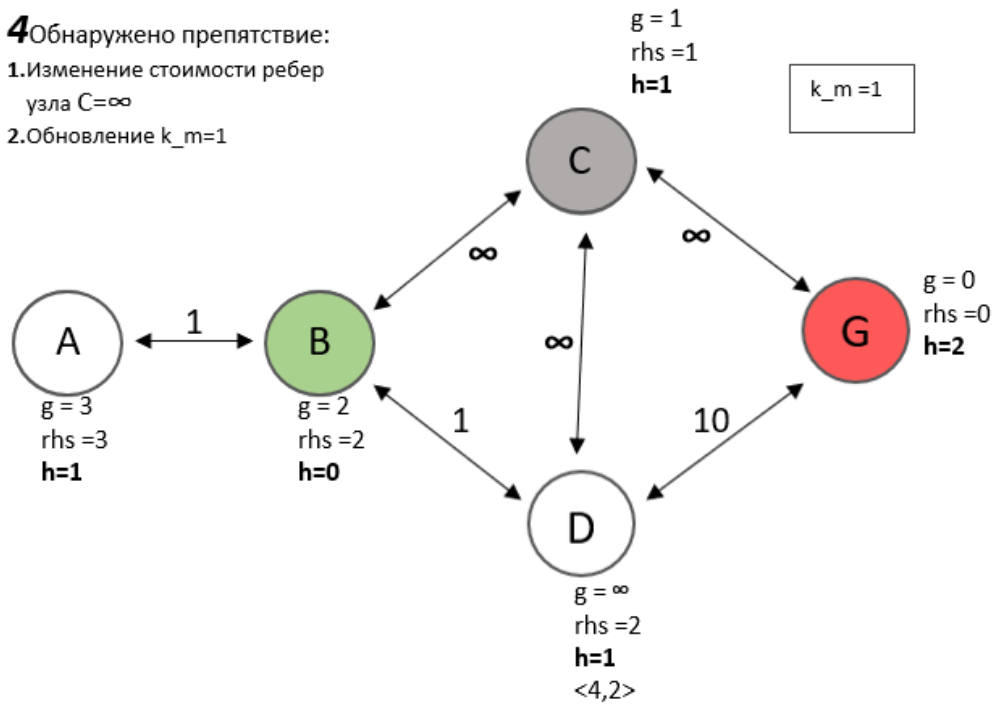 4Обнаружено препятствие:
1.Изменение стоимости ребер
узла C=∞
2.Обновление k_m=1
g = 1
rhs =1
h=1
k_m =1
C
∞
∞
g = 0
rhs =0
h=2
A
1
B
∞
G
g = 3
rhs =3
h=1
g = 2
rhs =2
h=0
1
10
D
g = ∞
rhs =2
h=1
<4,2>